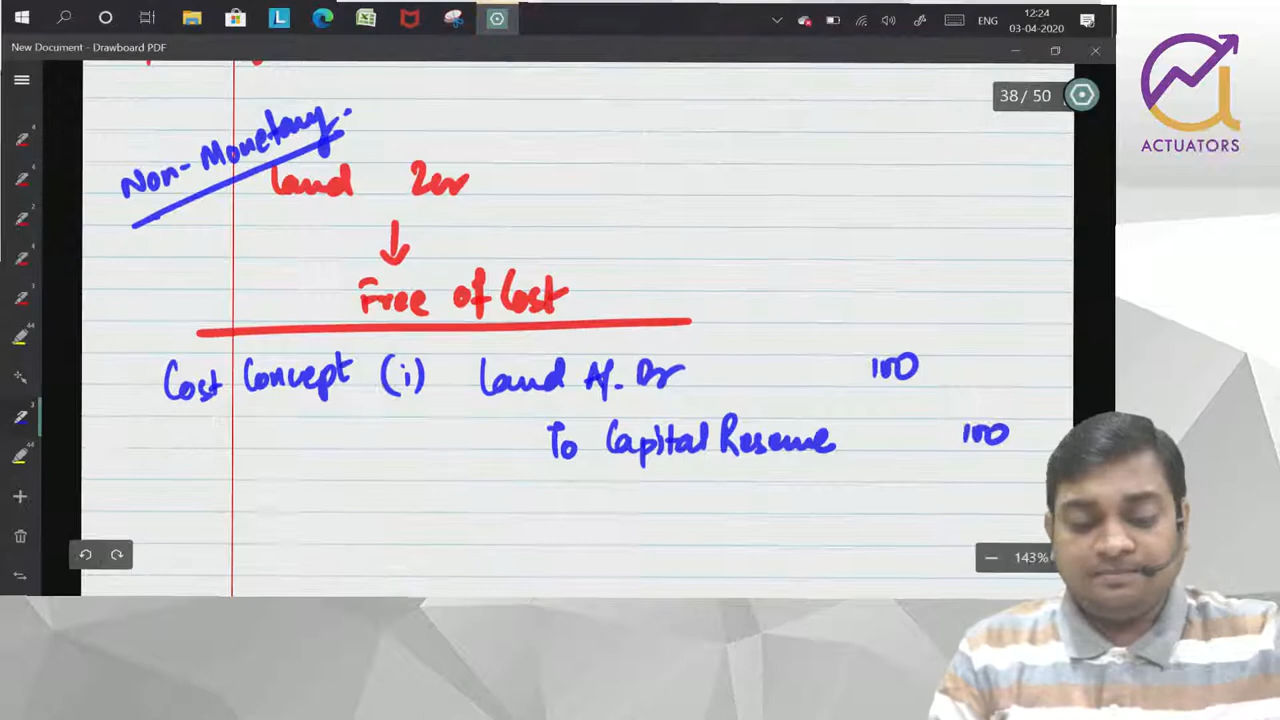 12:24
ENG
03-04-2020
New Document - Drawboard PDF
38 / 50
ACTUATORS
Non-Monetary.
Land 2cr
Free of Cost
Cost Concept (i) Land A/. Dr 100
To Capital Reserve 100
143%